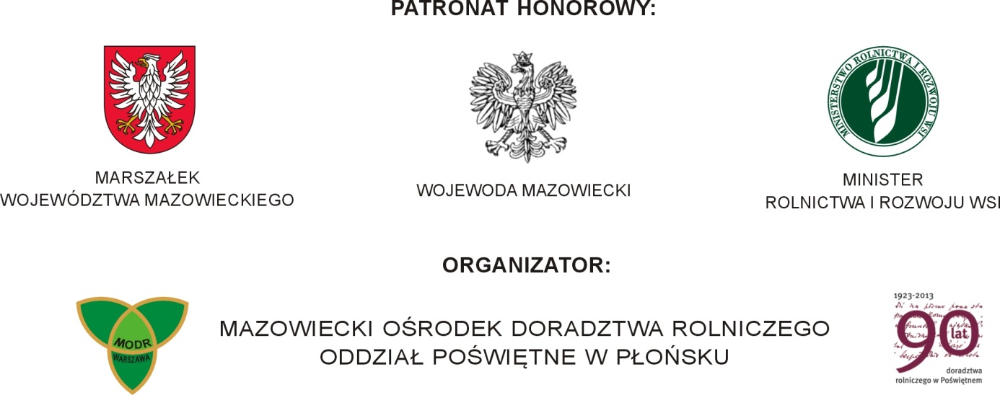 PATRONAT HONOROWY:
MINISTERSTWO ROLNICTWA I ROZWOJU WSI
MARSZAŁEK
WOJEWÓDZTWA MAZOWIECKIEGO
WOJEWODA MAZOWIECKI
MINISTER
ROLNICTWA I ROZWOJU WSI
ORGANIZATOR:
MODR
WARSZAWA
MAZOWIECKI OŚRODEK DORADZTWA ROLNICZEGO
ODDZIAŁ POŚWIĘTNE W PŁOŃSKU
1923-2013
90 lat
doradztwa
rolniczego w Poświętnem